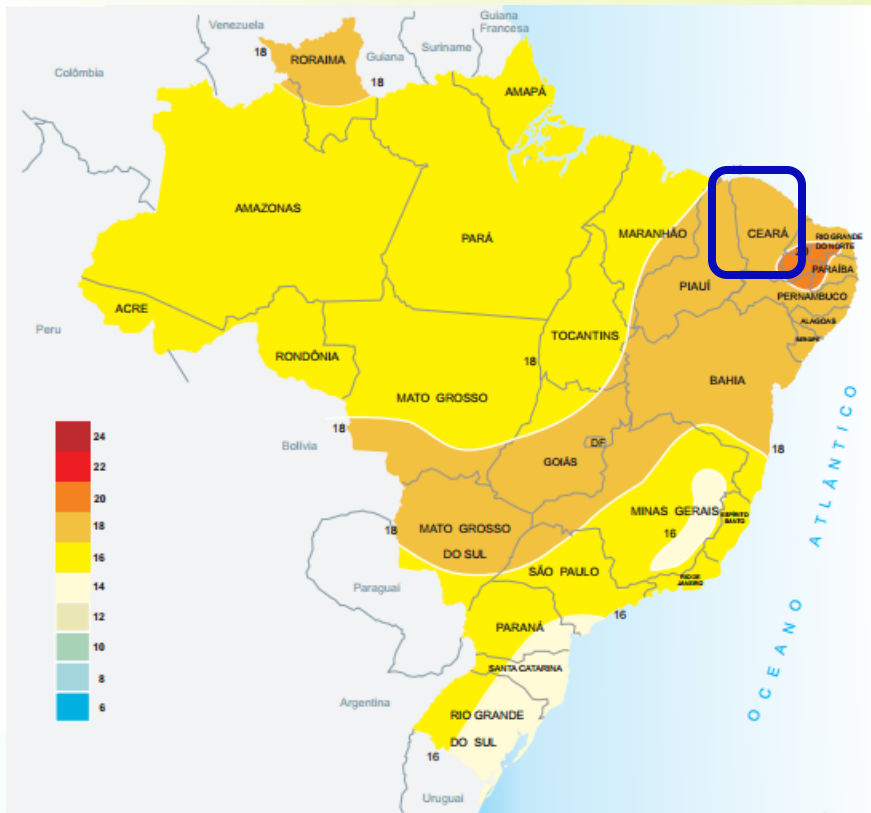 Venezuela
Guiana
Francesa
Suriname
Guiana
18
RORAIMA
18
Colômbia
AMAPÁ
AMAZONAS
PARÁ
MARANHÃO
CEARÁ
RIO GRANDE
DO NORTE
20
PARAÍBA
PIAUÍ
PERNAMBUCO
ACRE
ALAGOAS
SERGIPE
Peru
TOCANTINS
RONDÔNIA
18
BAHIA
MATO GROSSO
18
Bolívia
DF
GOIÁS
18
MINAS GERAIS
ESPÍRITO
SANTO
16
18
MATO GROSSO
DO SUL
SÃO PAULO
RIO DE
JANEIRO
Paraguai
16
PARANÁ
SANTA CATARINA
Argentina
RIO GRANDE
DO SUL
16
Uruguai
OCEANO ATLÂNTICO
24
22
20
18
16
14
12
10
8
6